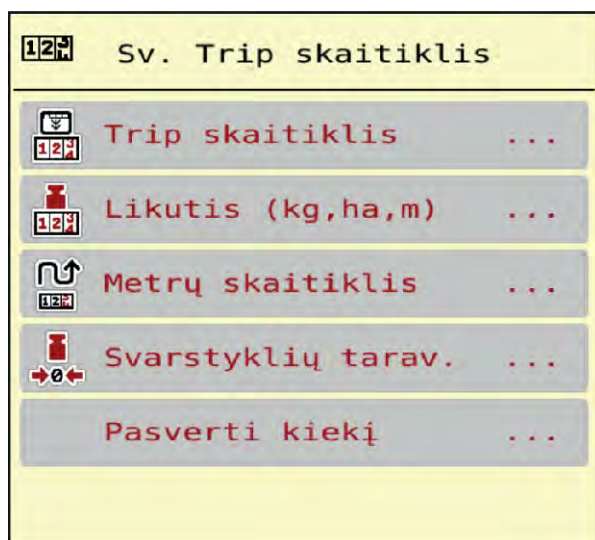 Sv. Trip skaitiklis
Trip skaitiklis ...
Likutis (kg,ha,m) ...
Metrų skaitiklis ...
Svarstyklių tarav. ...
Pasverti kiekį ...